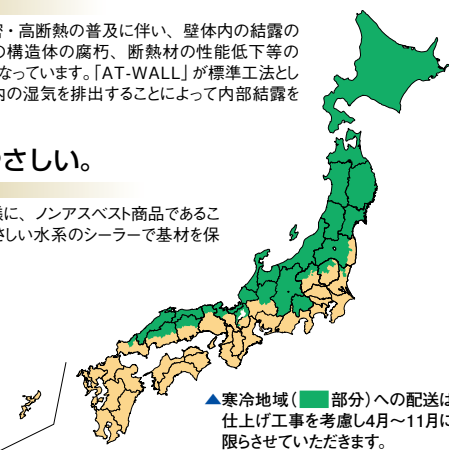 ・高断熱の普及に伴い、壁体内の結露の
の構造体の腐朽、断熱材の性能低下等の
なっています。「AT-WALL」が標準工法とし
内の湿気を排出することによって内部結露を
さしい。
に、ノンアスベスト商品であるこ
さしい水系のシーラーで基材を保
▲寒冷地域(部分)への配送は
仕上げ工事を考慮し4月〜11月に
限らさせていただきます。